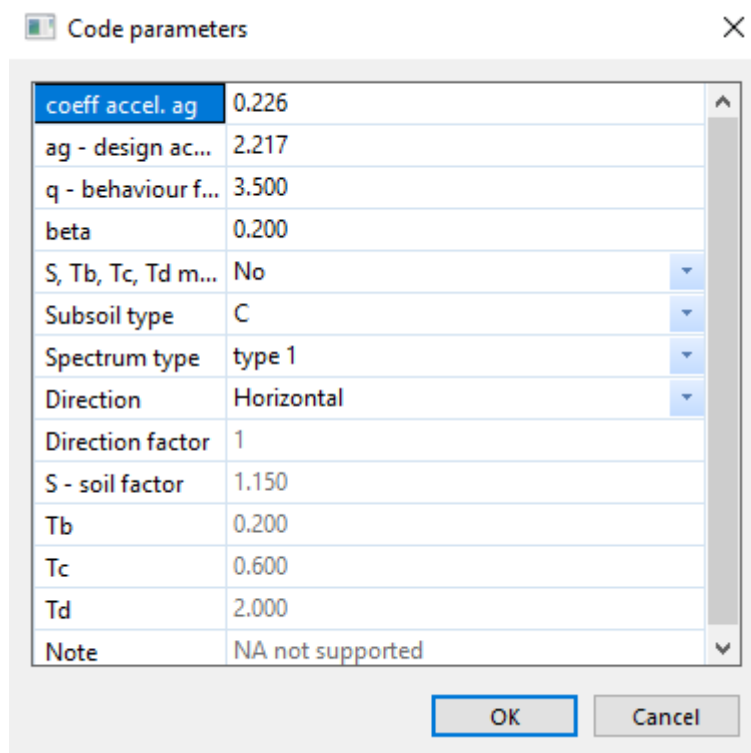 Code parameters
coeff accel. ag 0.226
ag - design ac... 2.217
q - behaviour f... 3.500
beta 0.200
S, Tb, Tc, Td m... No
Subsoil type C
Spectrum type type 1
Direction Horizontal
Direction factor 1
S - soil factor 1.150
Tb 0.200
Tc 0.600
Td 2.000
Note NA not supported
OK Cancel